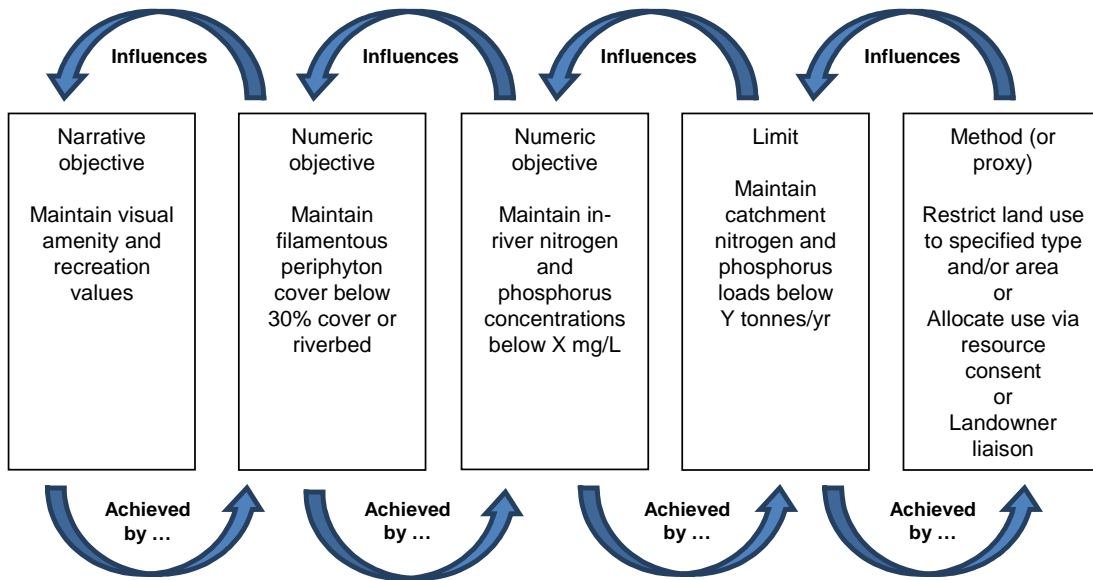 Influences
Influences
Influences
Influences
Narrative
objective
Maintain visual
amenity and
recreation
values
Numeric
objective
Maintain
filamentous
periphyton
cover below
30% cover or
riverbed
Numeric
objective
Maintain in-
river nitrogen
and
phosphorus
concentrations
below X mg/L
Limit
Maintain
catchment
nitrogen and
phosphorus
loads below
Y tonnes/yr
Method (or
proxy)
Restrict land use
to specified type
and/or area
or
Allocate use via
resource
consent
or
Landowner
liaison
Achieved
by ...
Achieved
by ...
Achieved
by ...
Achieved
by ...